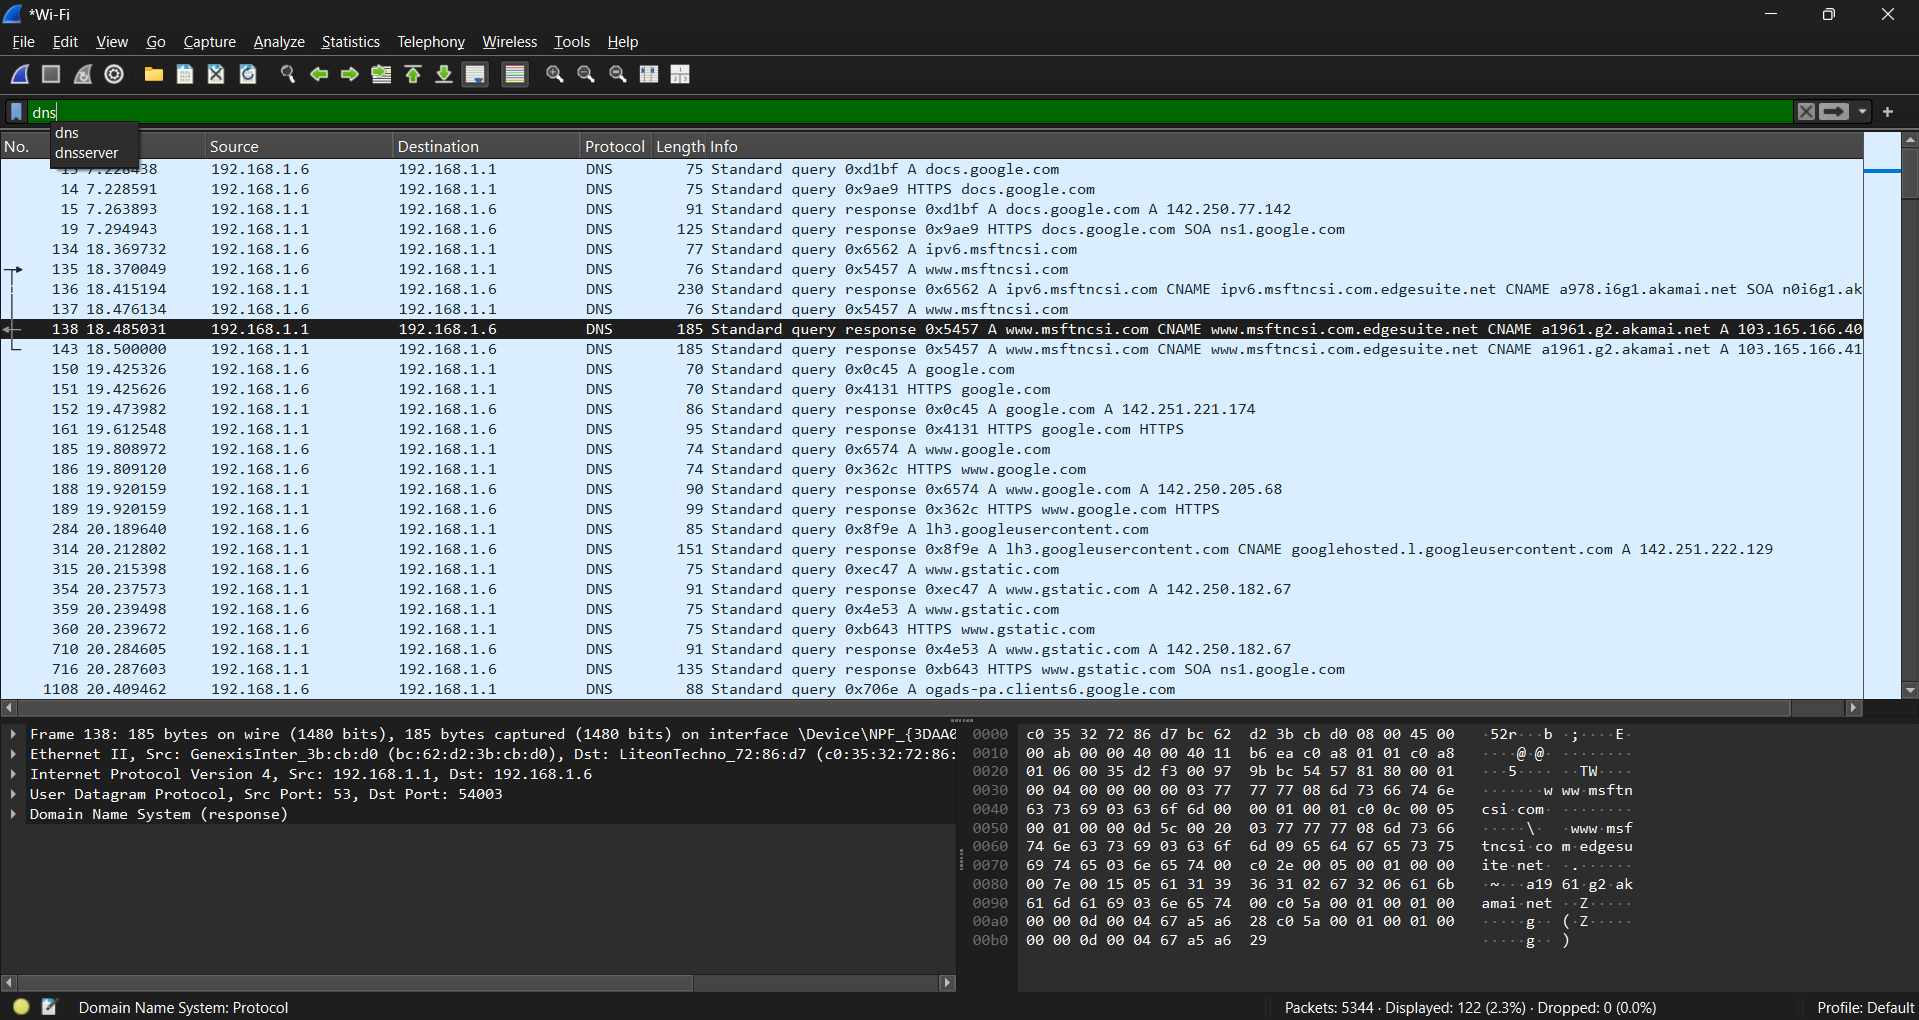 *Wi-Fi
File Edit View Go Capture Analyze Statistics Telephony Wireless Tools Help
dns
dns
dnsserver
No. Source Destination Protocol Length Info
192.168.1.6 192.168.1.1 DNS 75 Standard query 0xd1bf A docs.google.com
14 7.228591 192.168.1.6 192.168.1.1 DNS 75 Standard query 0x9ae9 HTTPS docs.google.com
15 7.263893 192.168.1.1 192.168.1.6 DNS 91 Standard query response 0xd1bf A docs.google.com A 142.250.77.142
19 7.294943 192.168.1.1 192.168.1.6 DNS 125 Standard query response 0x9ae9 HTTPS docs.google.com SOA ns1.google.com
134 18.369732 192.168.1.6 192.168.1.1 DNS 77 Standard query 0x6562 A ipv6.msftncsi.com
135 18.370049 192.168.1.6 192.168.1.1 DNS 76 Standard query 0x5457 A www.msftncsi.com
136 18.415194 192.168.1.1 192.168.1.6 DNS 230 Standard query response 0x6562 A ipv6.msftncsi.com CNAME ipv6.msftncsi.com.edgesuite.net CNAME a978.i6g1.akamai.net SOA n0i6g1.ak
137 18.476134 192.168.1.6 192.168.1.1 DNS 76 Standard query 0x5457 A www.msftncsi.com
138 18.485031 192.168.1.1 192.168.1.6 DNS 185 Standard query response 0x5457 A www.msftncsi.com CNAME www.msftncsi.com.edgesuite.net CNAME a1961.g2.akamai.net A 103.165.166.40
143 18.500000 192.168.1.1 192.168.1.6 DNS 185 Standard query response 0x5457 A www.msftncsi.com CNAME www.msftncsi.com.edgesuite.net CNAME a1961.g2.akamai.net A 103.165.166.41
150 19.425326 192.168.1.6 192.168.1.1 DNS 70 Standard query 0x0c45 A google.com
151 19.425626 192.168.1.6 192.168.1.1 DNS 70 Standard query 0x4131 HTTPS google.com
152 19.473982 192.168.1.1 192.168.1.6 DNS 86 Standard query response 0x0c45 A google.com A 142.251.221.174
161 19.612548 192.168.1.1 192.168.1.6 DNS 95 Standard query response 0x4131 HTTPS google.com HTTPS
185 19.808972 192.168.1.6 192.168.1.1 DNS 74 Standard query 0x6574 A www.google.com
186 19.809120 192.168.1.6 192.168.1.1 DNS 74 Standard query 0x362c HTTPS www.google.com
188 19.920159 192.168.1.1 192.168.1.6 DNS 90 Standard query response 0x6574 A www.google.com A 142.250.205.68
189 19.920159 192.168.1.1 192.168.1.6 DNS 99 Standard query response 0x362c HTTPS www.google.com HTTPS
284 20.189640 192.168.1.6 192.168.1.1 DNS 85 Standard query 0x8f9e A lh3.googleusercontent.com
314 20.212802 192.168.1.1 192.168.1.6 DNS 151 Standard query response 0x8f9e A lh3.googleusercontent.com CNAME googlehosted.l.googleusercontent.com A 142.251.222.129
315 20.215398 192.168.1.6 192.168.1.1 DNS 75 Standard query 0xec47 A www.gstatic.com
354 20.237573 192.168.1.1 192.168.1.6 DNS 91 Standard query response 0xec47 A www.gstatic.com A 142.250.182.67
359 20.239498 192.168.1.6 192.168.1.1 DNS 75 Standard query 0x4e53 A www.gstatic.com
360 20.239672 192.168.1.6 192.168.1.1 DNS 75 Standard query 0xb643 HTTPS www.gstatic.com
710 20.284605 192.168.1.1 192.168.1.6 DNS 91 Standard query response 0x4e53 A www.gstatic.com A 142.250.182.67
716 20.287603 192.168.1.1 192.168.1.6 DNS 135 Standard query response 0xb643 HTTPS www.gstatic.com SOA ns1.google.com
1108 20.409462 192.168.1.6 192.168.1.1 DNS 88 Standard query 0x706e A ogads-pa.clients6.google.com
Frame 138: 185 bytes on wire (1480 bits), 185 bytes captured (1480 bits) on interface \Device\NPF_{3DAA0
Ethernet II, Src: GenexisInter_3b:cb:d0 (bc:62:d2:3b:cb:d0), Dst: LiteonTechno_72:86:d7 (c0:35:32:72:86:
Internet Protocol Version 4, Src: 192.168.1.1, Dst: 192.168.1.6
User Datagram Protocol, Src Port: 53, Dst Port: 54003
Domain Name System (response)
0000 c0 35 32 72 86 d7 bc 62 d2 3b cb d0 08 00 45 00 ·52r···b ·;····E·
0010 00 ab 00 00 40 00 40 11 b6 ea c0 a8 01 01 c0 a8 ····@·@· ········
0020 01 06 00 35 d2 f3 00 97 9b bc 54 57 81 80 00 01 ···5···· ··TW····
0030 00 04 00 00 00 00 03 77 77 77 08 6d 73 66 74 6e ·······w ww·msftn
0040 63 73 69 03 63 6f 6d 00 00 01 00 01 c0 0c 00 05 csi·com· ········
0050 00 01 00 00 0d 5c 00 20 03 77 77 77 08 6d 73 66 ·····\· ·www·msf
0060 74 6e 63 73 69 03 63 6f 6d 09 65 64 67 65 73 75 tncsi·co m·edgesu
0070 69 74 65 03 6e 65 74 00 c0 2e 00 05 00 01 00 00 ite·net· ·.······
0080 00 7e 00 15 05 61 31 39 36 31 02 67 32 06 61 6b ·~···a19 61·g2·ak
0090 61 6d 61 69 03 6e 65 74 00 c0 5a 00 01 00 01 00 amai·net ··Z·····
00a0 00 00 0d 00 04 67 a5 a6 28 c0 5a 00 01 00 01 00 ·····g·· (·Z·····
00b0 00 00 0d 00 04 67 a5 a6 29 ·····g·· )
Domain Name System: Protocol
Packets: 5344 · Displayed: 122 (2.3%) · Dropped: 0 (0.0%)
Profile: Default